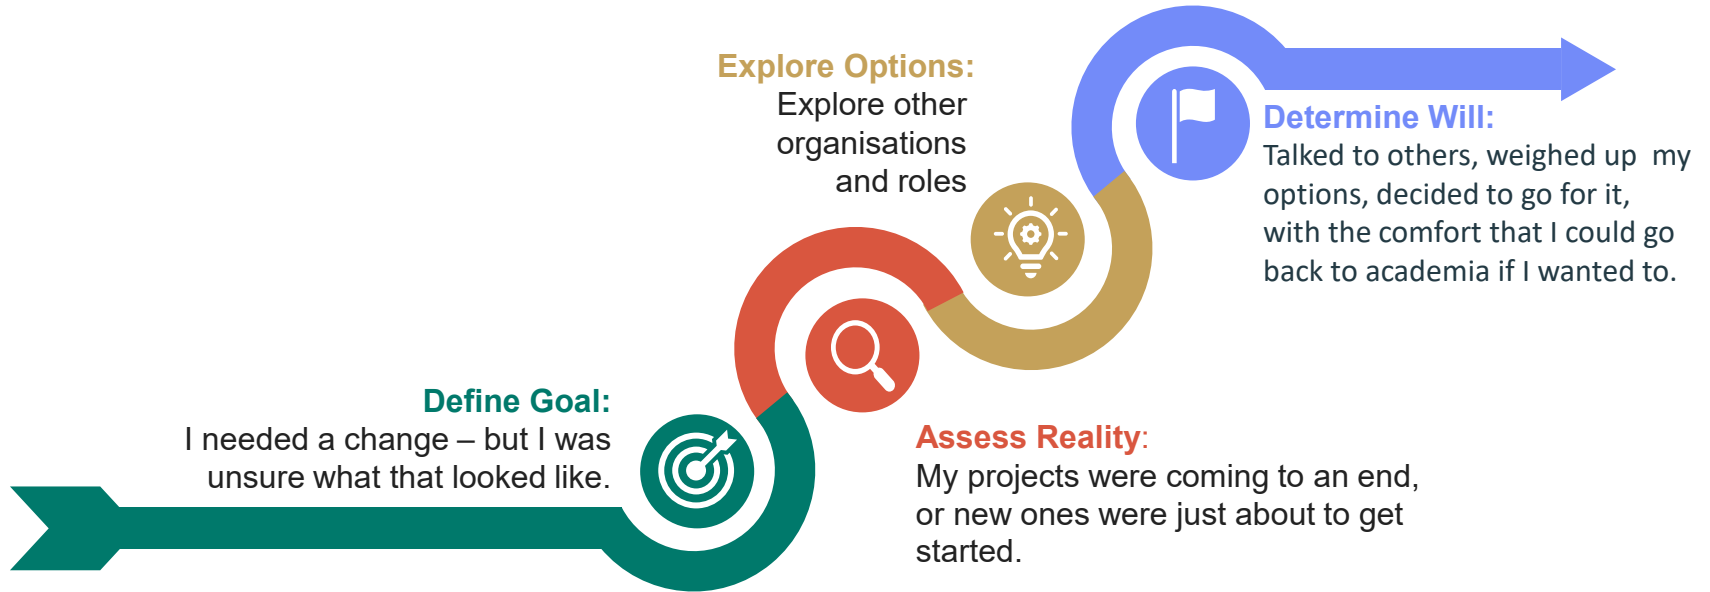 Explore Options:
Explore other
organisations
and roles
Determine Will:
Talked to others, weighed up  my
options, decided to go for it,
with the comfort that I could go
back to academia if I wanted to.
Define Goal:
I needed a change – but I was
unsure what that looked like.
Assess Reality:
My projects were coming to an end,
or new ones were just about to get
started.